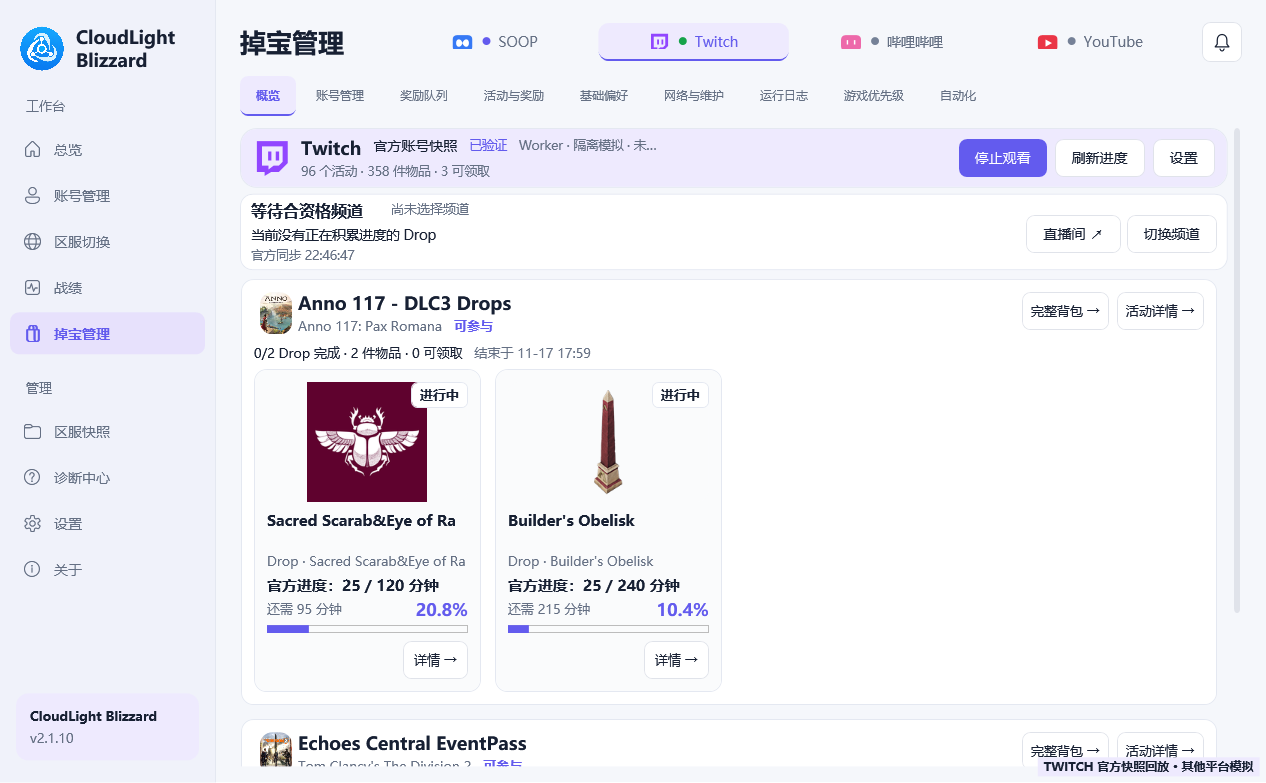 CloudLight
Blizzard
工作台
总览
账号管理
区服切换
战绩
掉宝管理
管理
区服快照
诊断中心
设置
关于
CloudLight Blizzard
v2.1.10
掉宝管理
SOOP
Twitch
哔哩哔哩
YouTube
概览
账号管理
奖励队列
活动与奖励
基础偏好
网络与维护
运行日志
游戏优先级
自动化
Twitch 官方账号快照 已验证 Worker · 隔离模拟 · 未...
96 个活动 · 358 件物品 · 3 可领取
停止观看
刷新进度
设置
等待合资格频道 尚未选择频道
当前没有正在积累进度的 Drop
官方同步 22:46:47
直播间 ↗
切换频道
Anno 117 - DLC3 Drops
Anno 117: Pax Romana 可参与
完整背包 →
活动详情 →
0/2 Drop 完成 · 2 件物品 · 0 可领取 结束于 11-17 17:59
ANNO
进行中
Sacred Scarab&Eye of Ra
Drop · Sacred Scarab&Eye of Ra
官方进度：25 / 120 分钟
还需 95 分钟 20.8%
详情 →
进行中
Builder's Obelisk
Drop · Builder's Obelisk
官方进度：25 / 240 分钟
还需 215 分钟 10.4%
详情 →
Echoes Central EventPass
Tom Clancy's The Division 2 可参与
完整背包 →
活动详情 →
TWITCH 官方快照回放 · 其他平台模拟